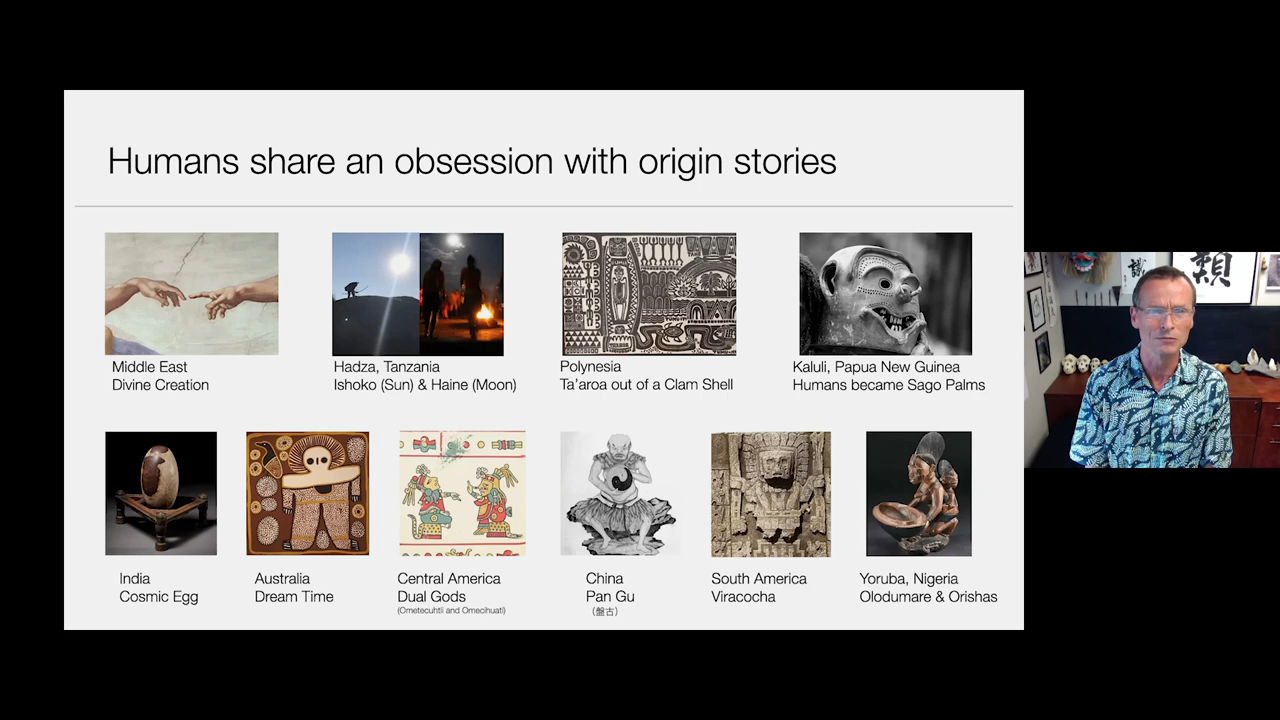 Humans share an obsession with origin stories
Middle East
Divine Creation
Hadza, Tanzania
Ishoko (Sun) & Haine (Moon)
Polynesia
Ta'aroa out of a Clam Shell
Kaluli, Papua New Guinea
Humans became Sago Palms
India
Cosmic Egg
Australia
Dream Time
Central America
Dual Gods
(Ometecuhtli and Omecihuatl)
China
Pan Gu
(盤古)
South America
Viracocha
Yoruba, Nigeria
Olodumare & Orishas